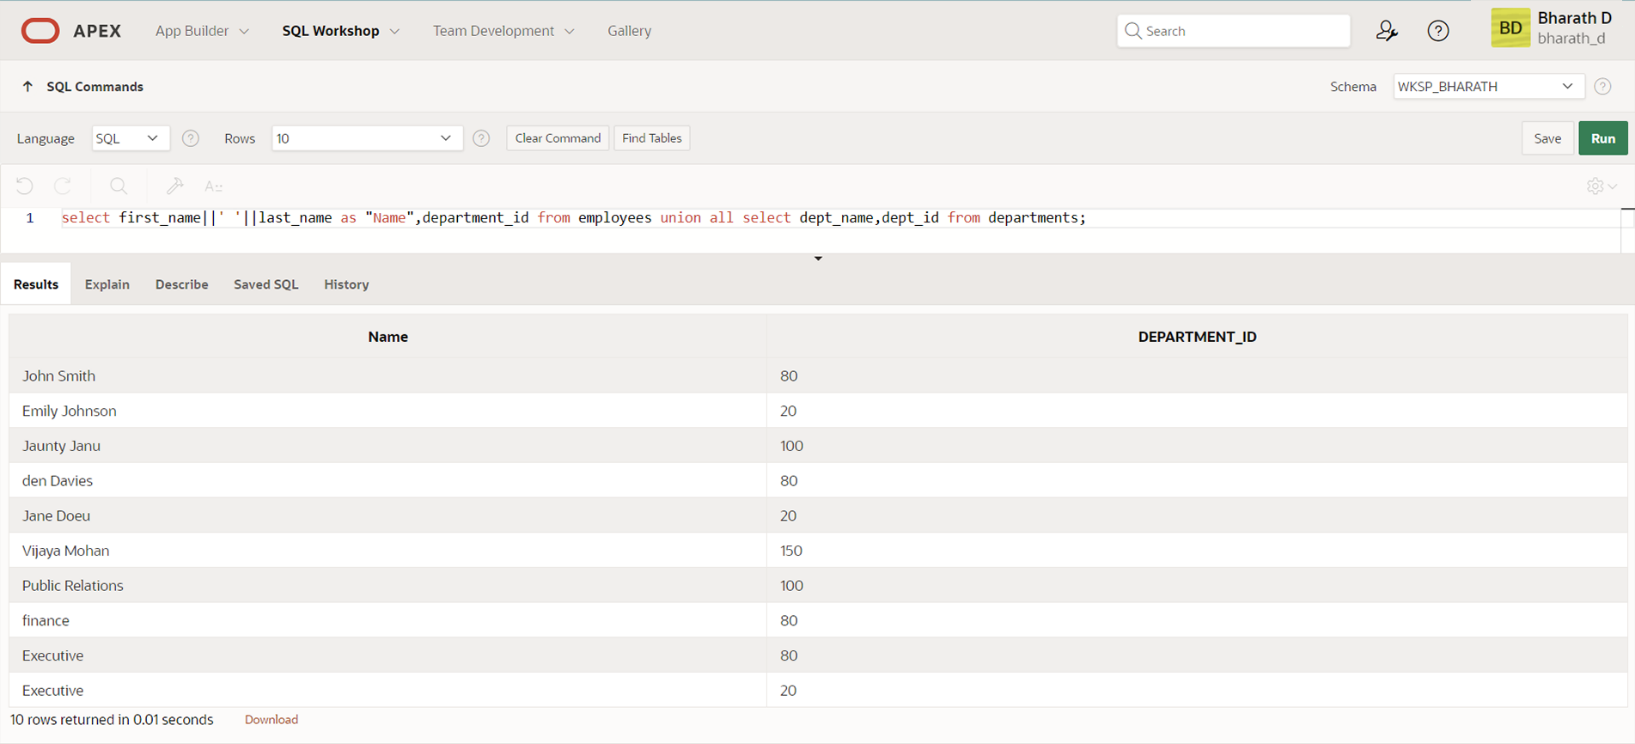 APEX App Builder SQL Workshop Team Development Gallery Search ? BD Bharath D
bharath_d
SQL Commands Schema WKSP_BHARATH ?
Language SQL ? Rows 10 ? Clear Command Find Tables Save Run
A::
1 select first_name||' '||last_name as "Name",department_id from employees union all select dept_name,dept_id from departments;
Results Explain Describe Saved SQL History
Name DEPARTMENT_ID
John Smith 80
Emily Johnson 20
Jaunty Janu 100
den Davies 80
Jane Doeu 20
Vijaya Mohan 150
Public Relations 100
finance 80
Executive 80
Executive 20
10 rows returned in 0.01 seconds Download